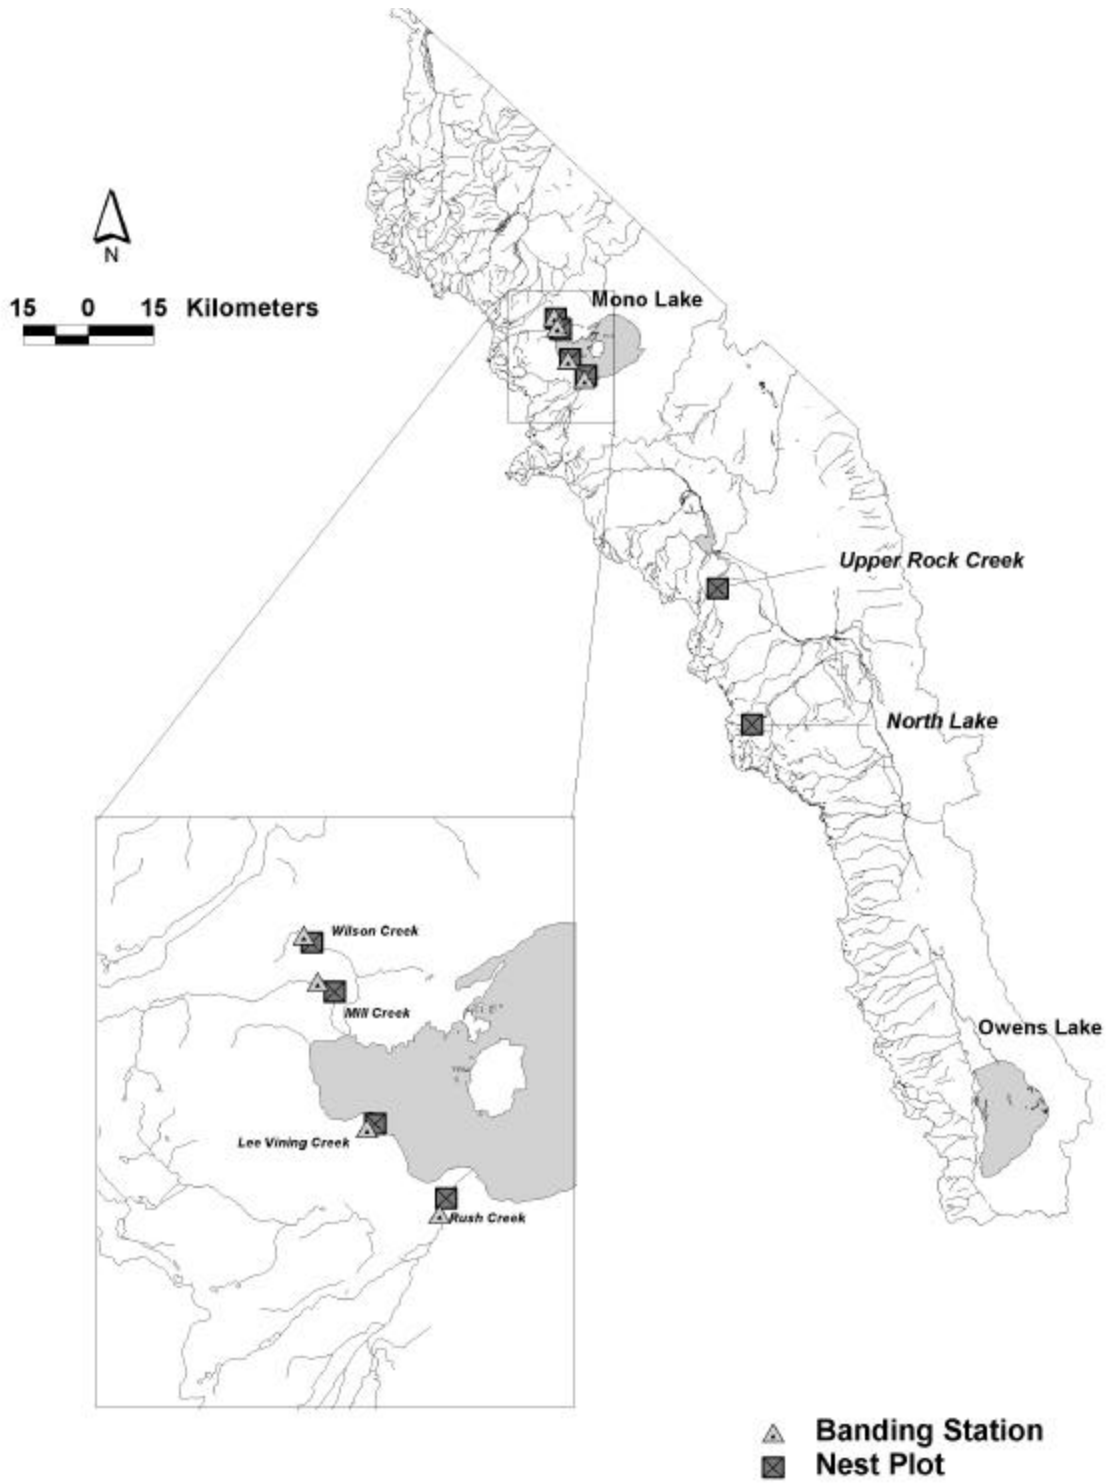 Mono Lake
N
15 0 15 Kilometers
Upper Rock Creek
North Lake
Wilson Creek
Mill Creek
Owens Lake
Lee Vining Creek
Rush Creek
Banding Station
Nest Plot